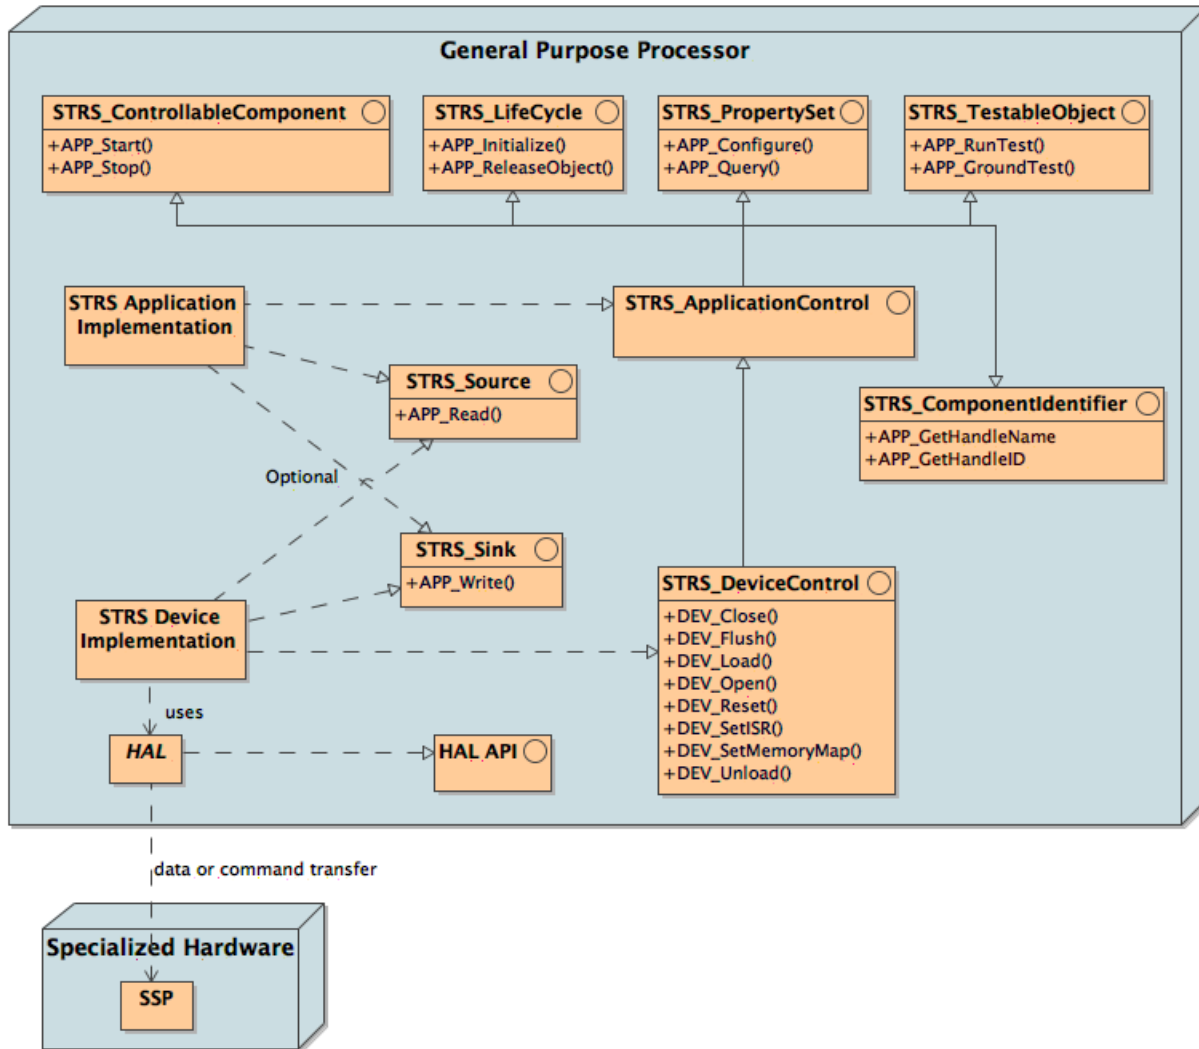 General Purpose Processor
STRS_ControllableComponent
+APP_Start()
+APP_Stop()
STRS_LifeCycle
+APP_Initialize()
+APP_ReleaseObject()
STRS_PropertySet
+APP_Configure()
+APP_Query()
STRS_TestableObject
+APP_RunTest()
+APP_GroundTest()
STRS Application
Implementation
STRS_ApplicationControl
STRS_Source
+APP_Read()
STRS_ComponentIdentifier
+APP_GetHandleName
+APP_GetHandleID
Optional
STRS_Sink
+APP_Write()
STRS Device
Implementation
STRS_DeviceControl
+DEV_Close()
+DEV_Flush()
+DEV_Load()
+DEV_Open()
+DEV_Reset()
+DEV_SetISR()
+DEV_SetMemoryMap()
+DEV_Unload()
uses
HAL
HAL API
data or command transfer
Specialized Hardware
SSP